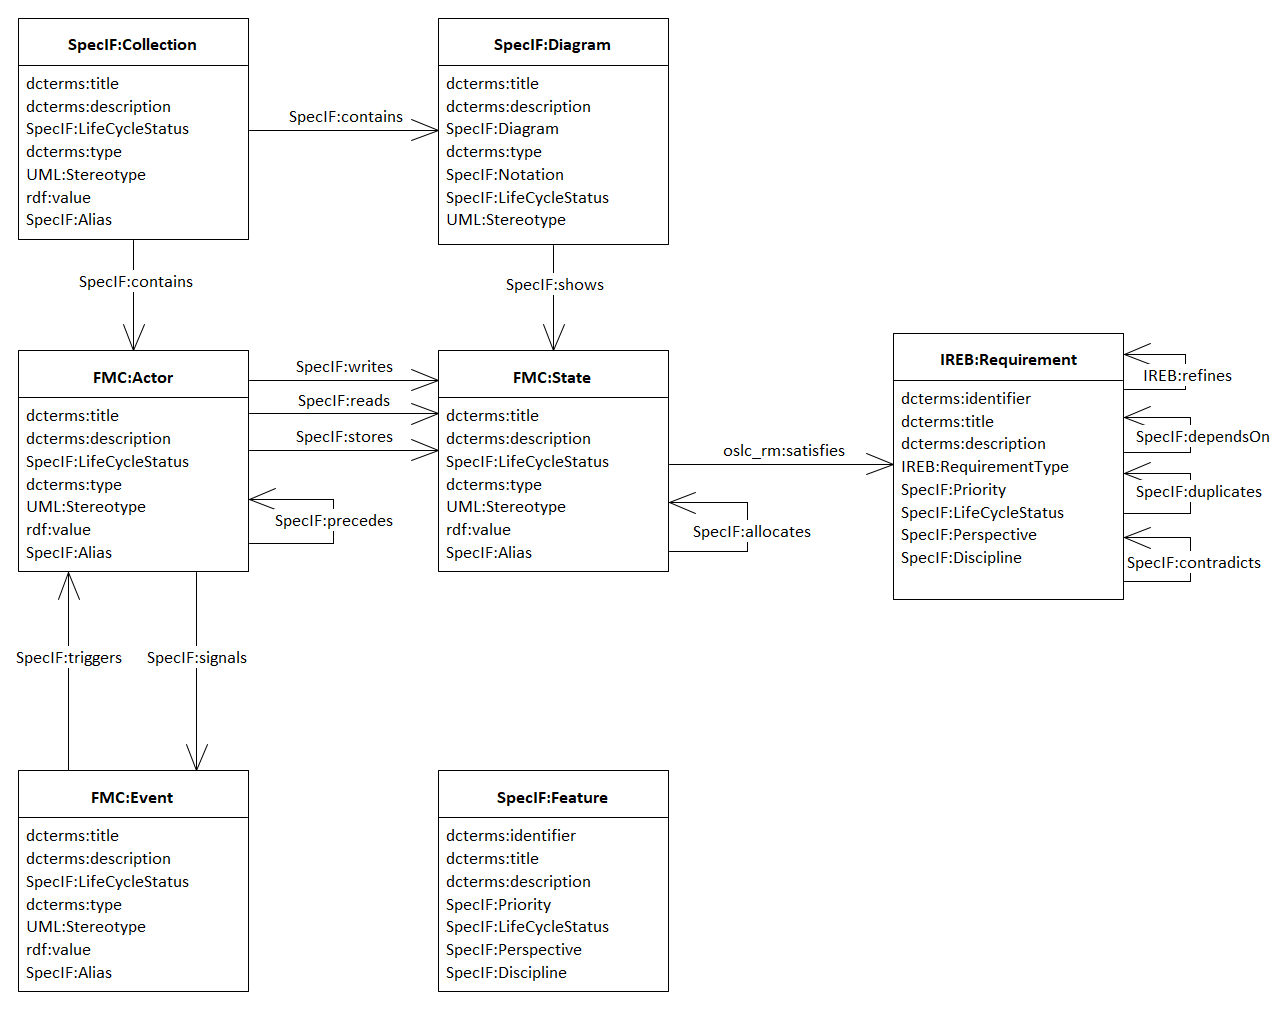 SpecIF:Collection
dcterms:title
dcterms:description
SpecIF:LifeCycleStatus
dcterms:type
UML:Stereotype
rdf:value
SpecIF:Alias
SpecIF:contains
SpecIF:Diagram
dcterms:title
dcterms:description
SpecIF:Diagram
dcterms:type
SpecIF:Notation
SpecIF:LifeCycleStatus
UML:Stereotype
SpecIF:contains
SpecIF:shows
FMC:Actor
dcterms:title
dcterms:description
SpecIF:LifeCycleStatus
dcterms:type
UML:Stereotype
rdf:value
SpecIF:Alias
SpecIF:writes
SpecIF:reads
SpecIF:stores
SpecIF:precedes
FMC:State
dcterms:title
dcterms:description
SpecIF:LifeCycleStatus
dcterms:type
UML:Stereotype
rdf:value
SpecIF:Alias
oslc_rm:satisfies
SpecIF:allocates
IREB:Requirement
dcterms:identifier
dcterms:title
dcterms:description
IREB:RequirementType
SpecIF:Priority
SpecIF:LifeCycleStatus
SpecIF:Perspective
SpecIF:Discipline
IREB:refines
SpecIF:dependsOn
SpecIF:duplicates
SpecIF:contradicts
SpecIF:triggers
SpecIF:signals
FMC:Event
dcterms:title
dcterms:description
SpecIF:LifeCycleStatus
dcterms:type
UML:Stereotype
rdf:value
SpecIF:Alias
SpecIF:Feature
dcterms:identifier
dcterms:title
dcterms:description
SpecIF:Priority
SpecIF:LifeCycleStatus
SpecIF:Perspective
SpecIF:Discipline